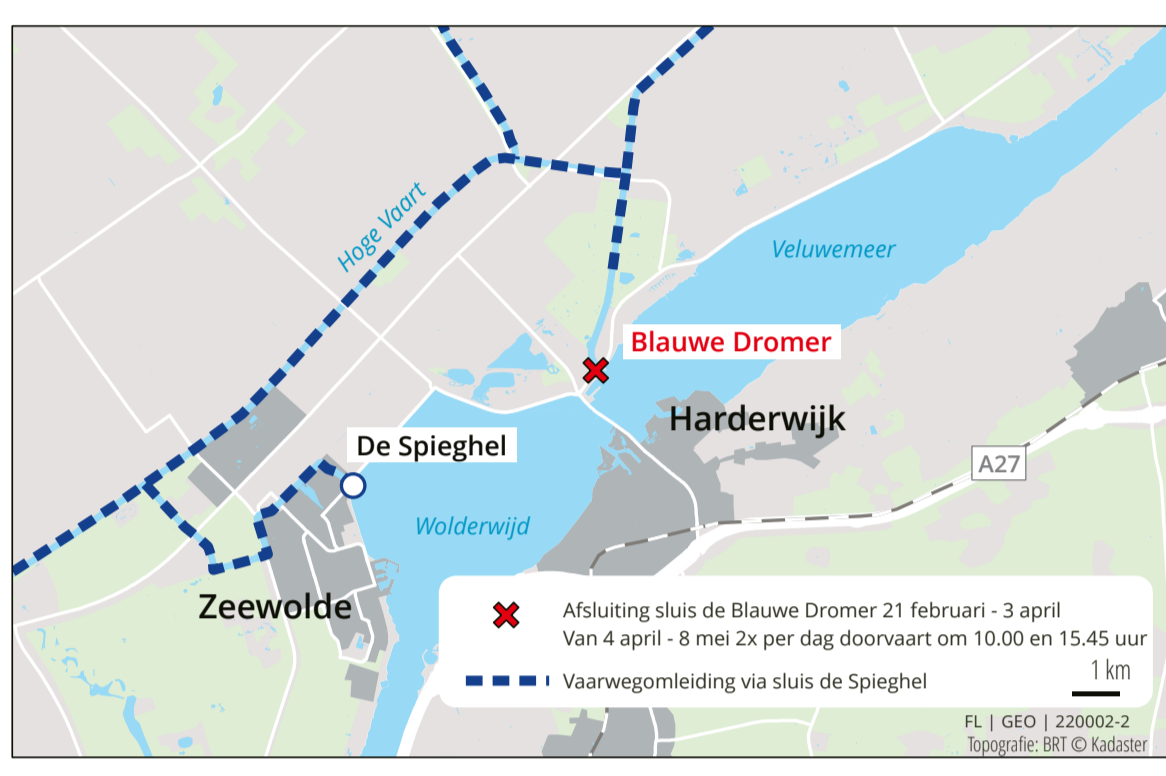 Hoge Vaart
Veluwemeer
Blauwe Dromer
Harderwijk
De Spieghel
A27
Wolderwijd
Zeewolde
Afsluiting sluis de Blauwe Dromer 21 februari - 3 april
Van 4 april - 8 mei 2x per dag doorvaart om 10.00 en 15.45 uur
Vaarwegomleiding via sluis de Spieghel
1 km
FL | GEO | 220002-2
Topografie: BRT © Kadaster